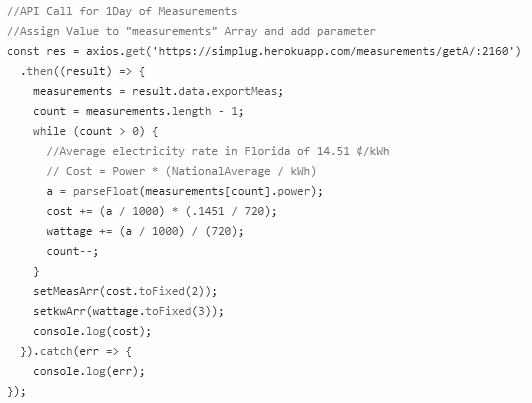 //API Call for 1Day of Measurements
//Assign Value to "measurements" Array and add parameter
const res = axios.get('https://simplug.herokuapp.com/measurements/getA/:2160')
.then((result) => {
measurements = result.data.exportMeas;
count = measurements.length - 1;
while (count > 0) {
//Average electricity rate in Florida of 14.51 ¢/kWh
// Cost = Power * (NationalAverage / kWh)
a = parseFloat(measurements[count].power);
cost += (a / 1000) * (.1451 / 720);
wattage += (a / 1000) / (720);
count--;
}
setMeasArr(cost.toFixed(2));
setkwArr(wattage.toFixed(3));
console.log(cost);
}).catch(err => {
console.log(err);
});